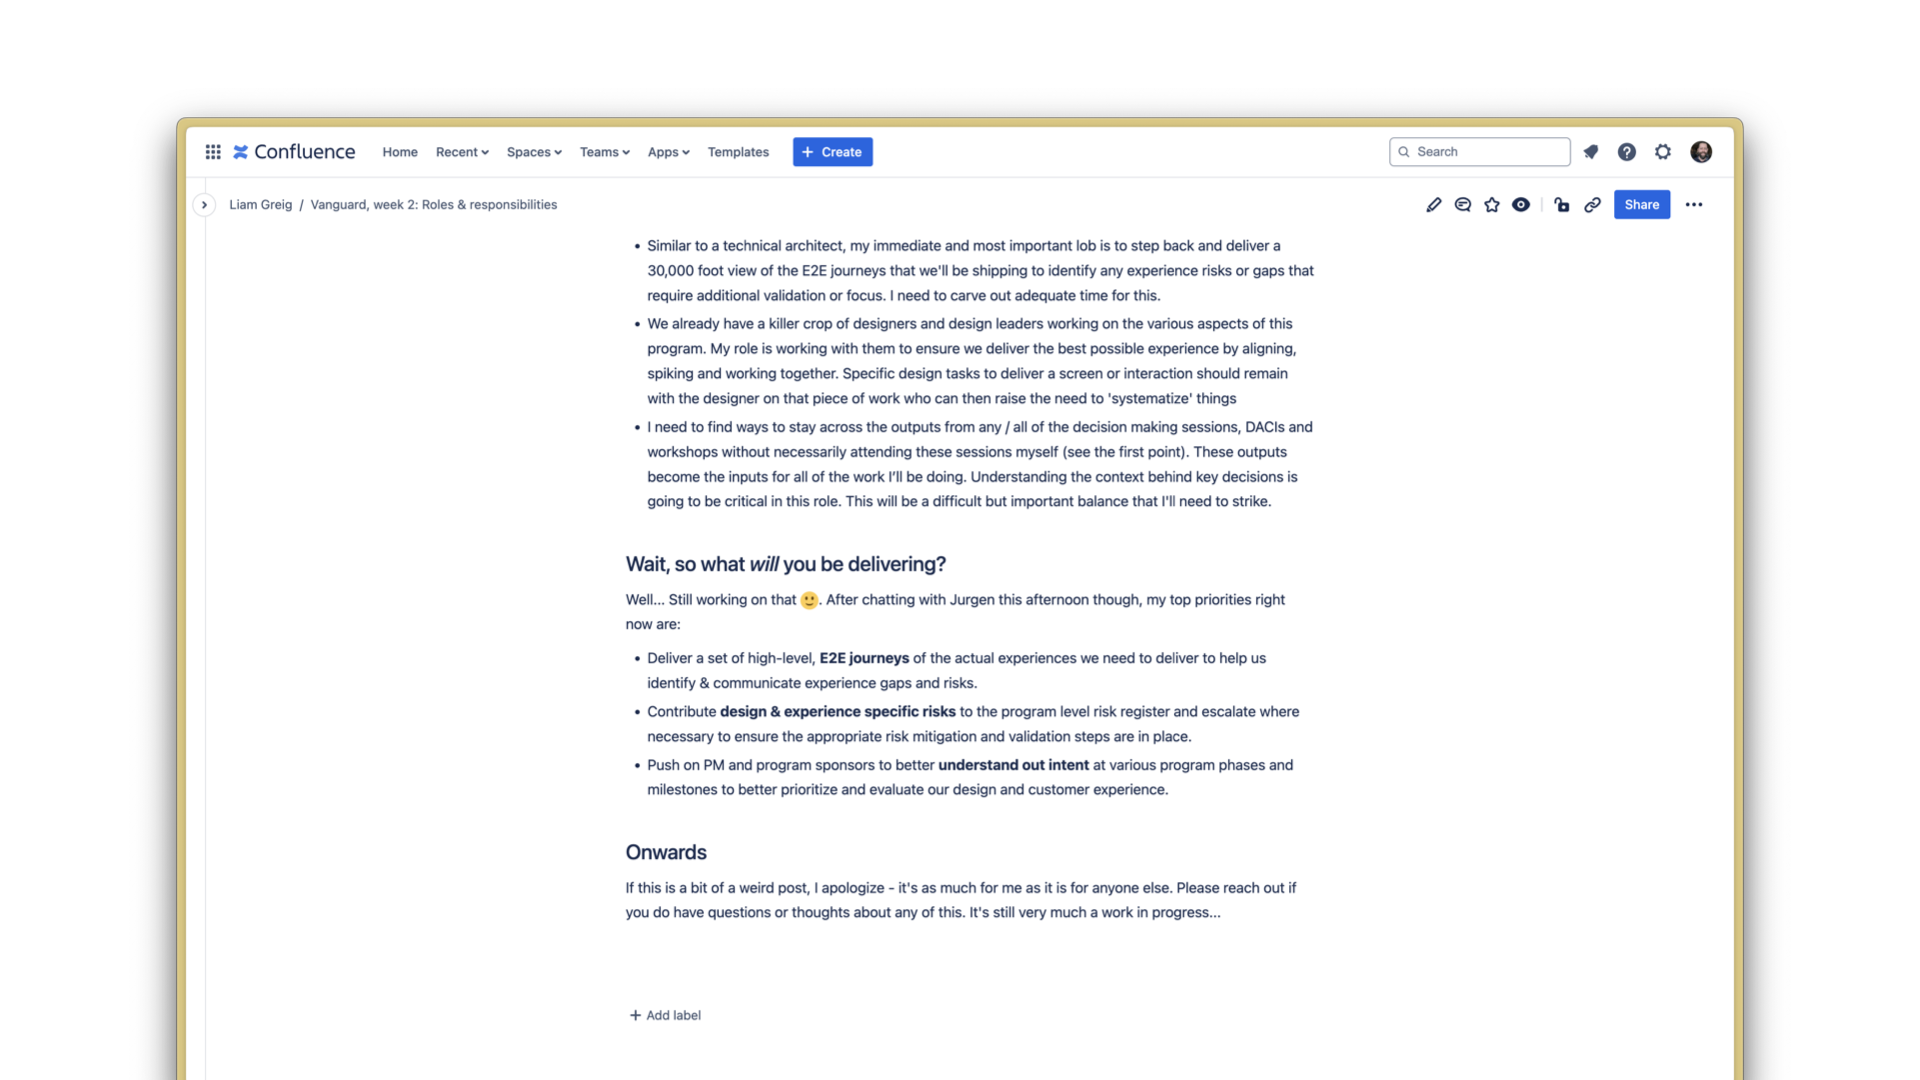 Confluence Home Recent Spaces Teams Apps Templates + Create Search
Liam Greig / Vanguard, week 2: Roles & responsibilities Share
• Similar to a technical architect, my immediate and most important lob is to step back and deliver a
30,000 foot view of the E2E journeys that we'll be shipping to identify any experience risks or gaps that
require additional validation or focus. I need to carve out adequate time for this.
• We already have a killer crop of designers and design leaders working on the various aspects of this
program. My role is working with them to ensure we deliver the best possible experience by aligning,
spiking and working together. Specific design tasks to deliver a screen or interaction should remain
with the designer on that piece of work who can then raise the need to 'systematize' things
• I need to find ways to stay across the outputs from any / all of the decision making sessions, DACIs and
workshops without necessarily attending these sessions myself (see the first point). These outputs
become the inputs for all of the work I'll be doing. Understanding the context behind key decisions is
going to be critical in this role. This will be a difficult but important balance that I'll need to strike.
Wait, so what will you be delivering?
Well... Still working on that 🙂. After chatting with Jurgen this afternoon though, my top priorities right
now are:
• Deliver a set of high-level, E2E journeys of the actual experiences we need to deliver to help us
identify & communicate experience gaps and risks.
• Contribute design & experience specific risks to the program level risk register and escalate where
necessary to ensure the appropriate risk mitigation and validation steps are in place.
• Push on PM and program sponsors to better understand out intent at various program phases and
milestones to better prioritize and evaluate our design and customer experience.
Onwards
If this is a bit of a weird post, I apologize - it's as much for me as it is for anyone else. Please reach out if
you do have questions or thoughts about any of this. It's still very much a work in progress...
+ Add label